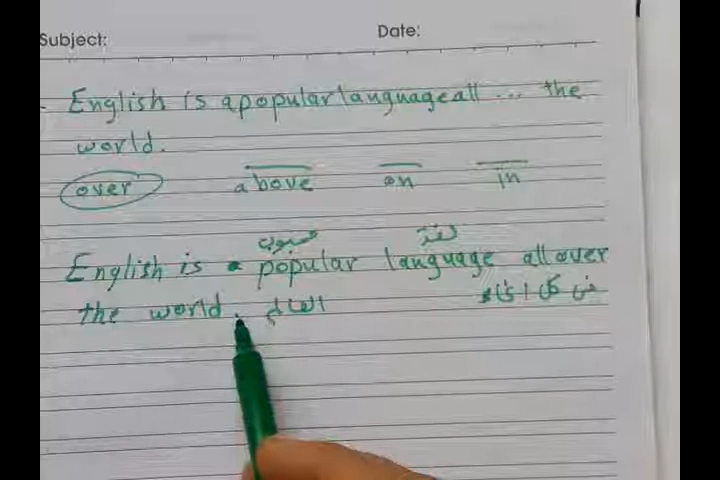 Subject: Date:
English is a popular language all ... the
world.
over above on in
محبوب لغة
English is a popular language all over
the world. العالم في كل